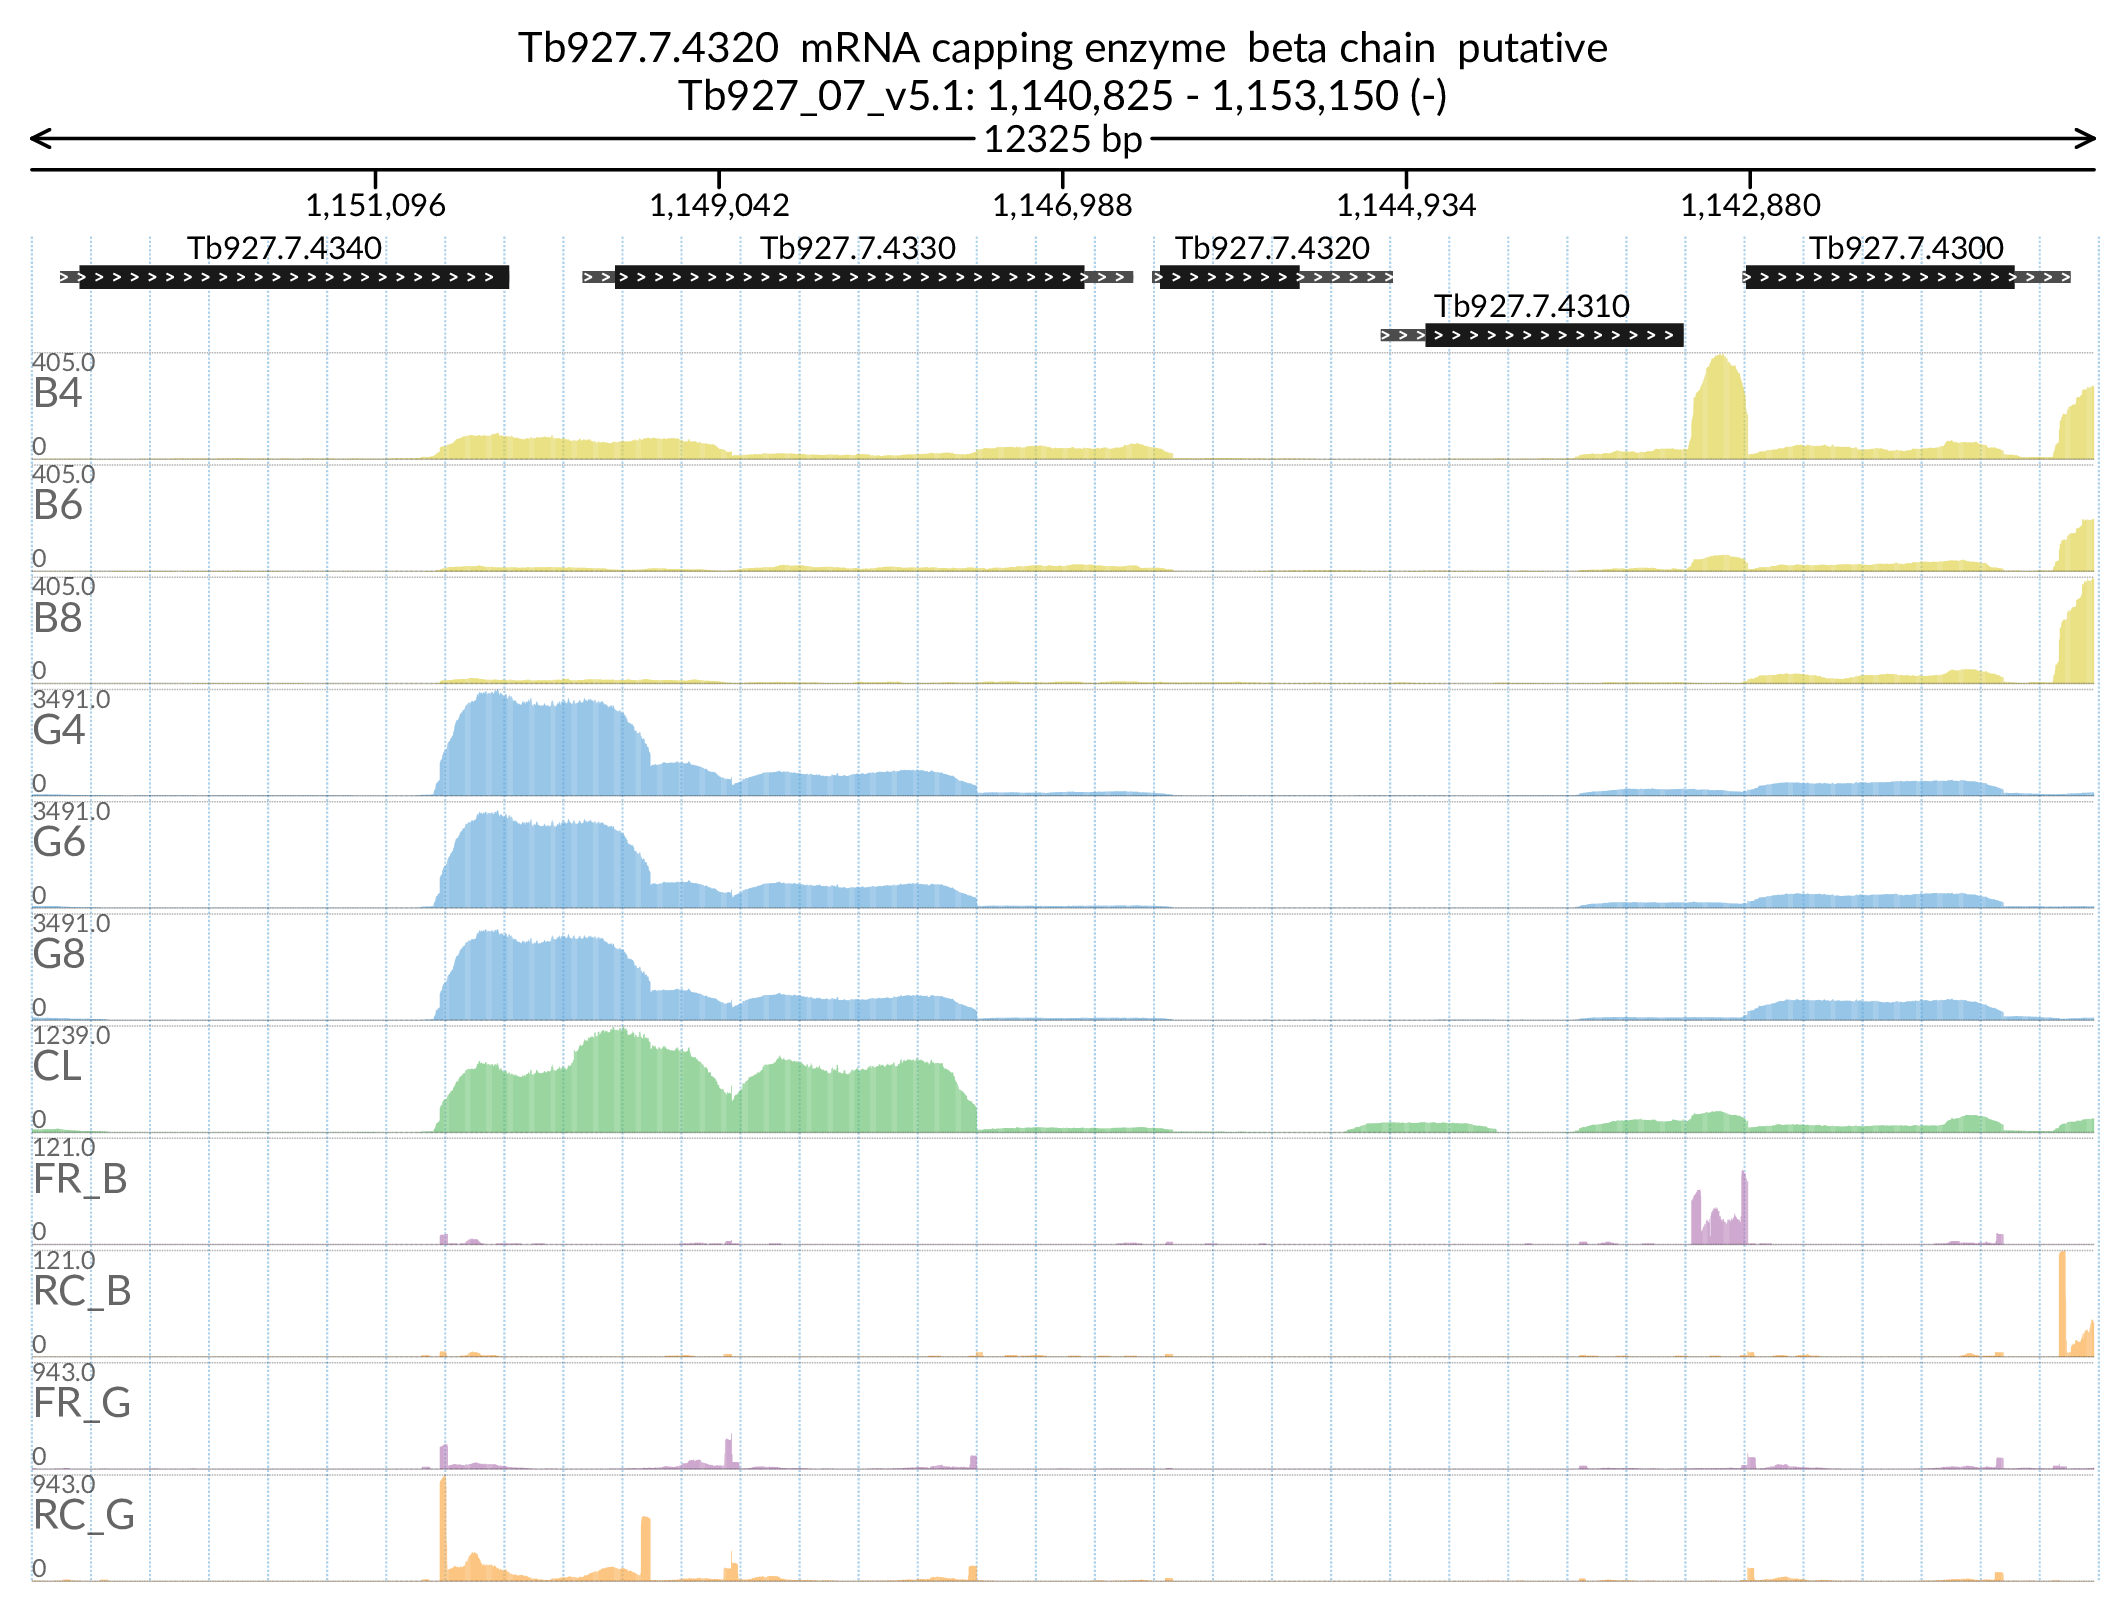 Tb927.7.4320  mRNA capping enzyme  beta chain  putative
Tb927_07_v5.1: 1,140,825 - 1,153,150 (-)
12325 bp
1,151,096 1,149,042 1,146,988 1,144,934 1,142,880
Tb927.7.4340 Tb927.7.4330 Tb927.7.4320 Tb927.7.4300
Tb927.7.4310
405.0
B4
0
405.0
B6
0
405.0
B8
0
3491.0
G4
0
3491.0
G6
0
3491.0
G8
0
1239.0
CL
0
121.0
FR_B
0
121.0
RC_B
0
943.0
FR_G
0
943.0
RC_G
0